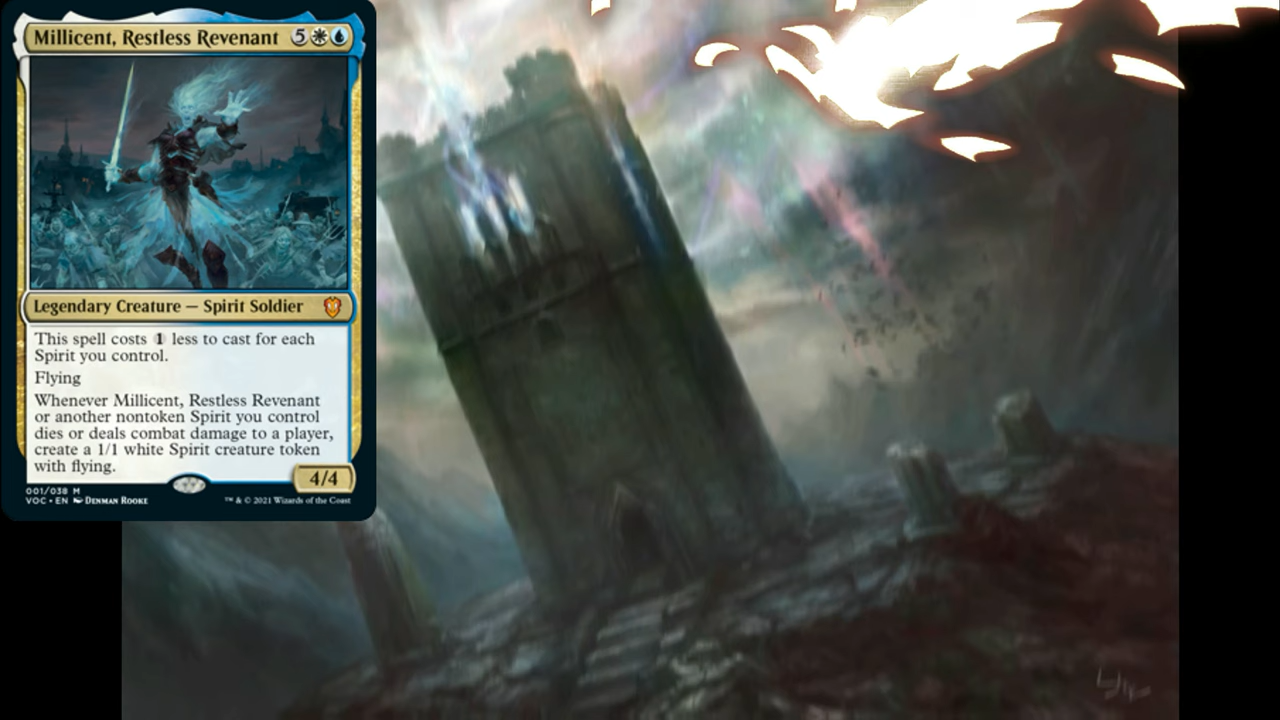 Millicent, Restless Revenant 5
Legendary Creature — Spirit Soldier
This spell costs 1 less to cast for each
Spirit you control.
Flying
Whenever Millicent, Restless Revenant
or another nontoken Spirit you control
dies or deals combat damage to a player,
create a 1/1 white Spirit creature token
with flying.
4/4
001/038 M
VOC • EN DENMAN ROOKE
™ & © 2021 Wizards of the Coast